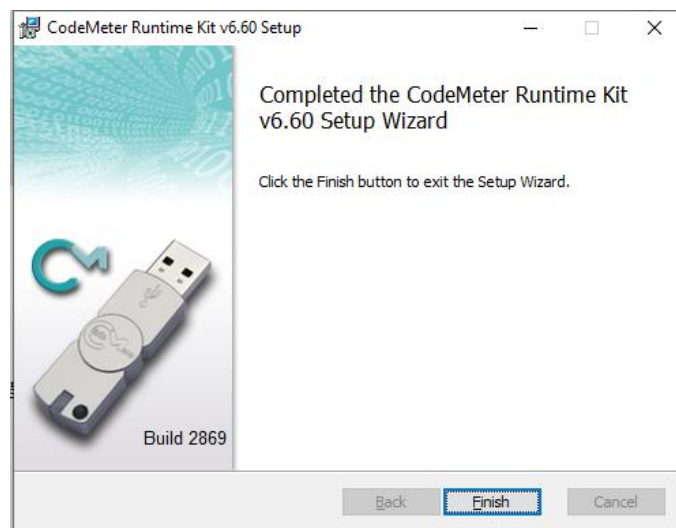 CodeMeter Runtime Kit v6.60 Setup
Completed the CodeMeter Runtime Kit
v6.60 Setup Wizard
Click the Finish button to exit the Setup Wizard.
CM
Build 2869
Back
Finish
Cancel